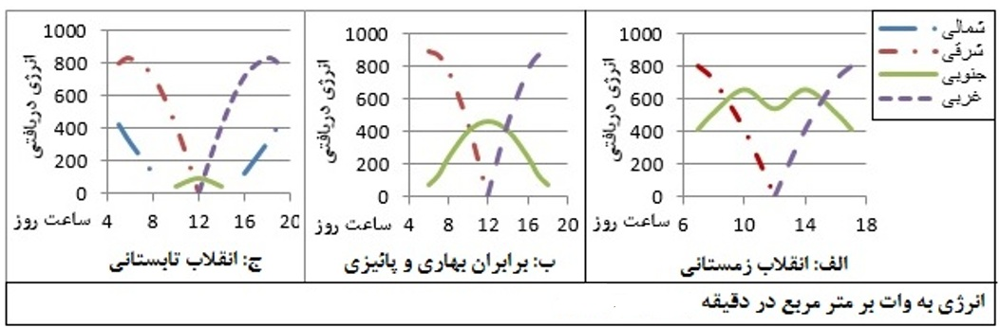 شمالی
شرقی
جنوبی
غربی
انرژی دریافتی
1000
800
600
400
200
0
6 10 14 18
ساعت روز
الف: انقلاب زمستانی
انرژی دریافتی
1000
800
600
400
200
0
4 8 12 16 20
ساعت روز
ب: برابران بهاری و پائیزی
انرژی دریافتی
1000
800
600
400
200
0
4 8 12 16 20
ساعت روز
ج: انقلاب تابستانی
انرژی به وات بر متر مربع در دقیقه